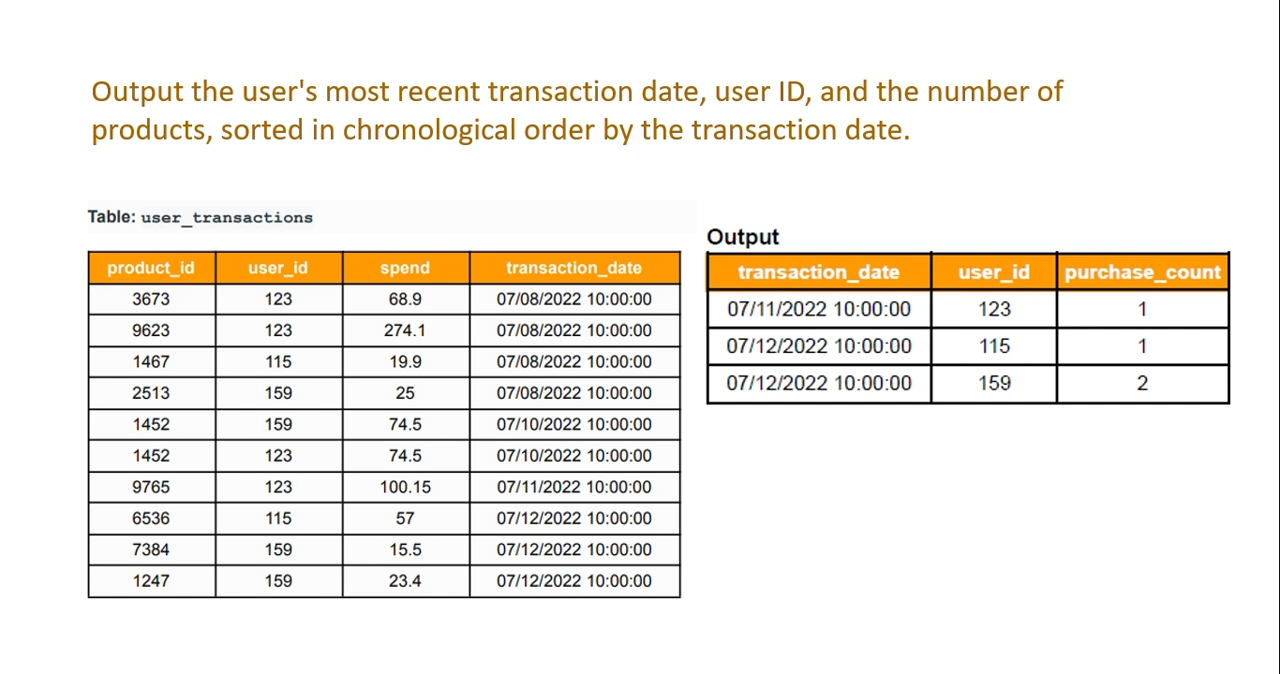 Output the user's most recent transaction date, user ID, and the number of
products, sorted in chronological order by the transaction date.
Table: user_transactions
product_id user_id spend transaction_date
3673 123 68.9 07/08/2022 10:00:00
9623 123 274.1 07/08/2022 10:00:00
1467 115 19.9 07/08/2022 10:00:00
2513 159 25 07/08/2022 10:00:00
1452 159 74.5 07/10/2022 10:00:00
1452 123 74.5 07/10/2022 10:00:00
9765 123 100.15 07/11/2022 10:00:00
6536 115 57 07/12/2022 10:00:00
7384 159 15.5 07/12/2022 10:00:00
1247 159 23.4 07/12/2022 10:00:00
Output
transaction_date user_id purchase_count
07/11/2022 10:00:00 123 1
07/12/2022 10:00:00 115 1
07/12/2022 10:00:00 159 2